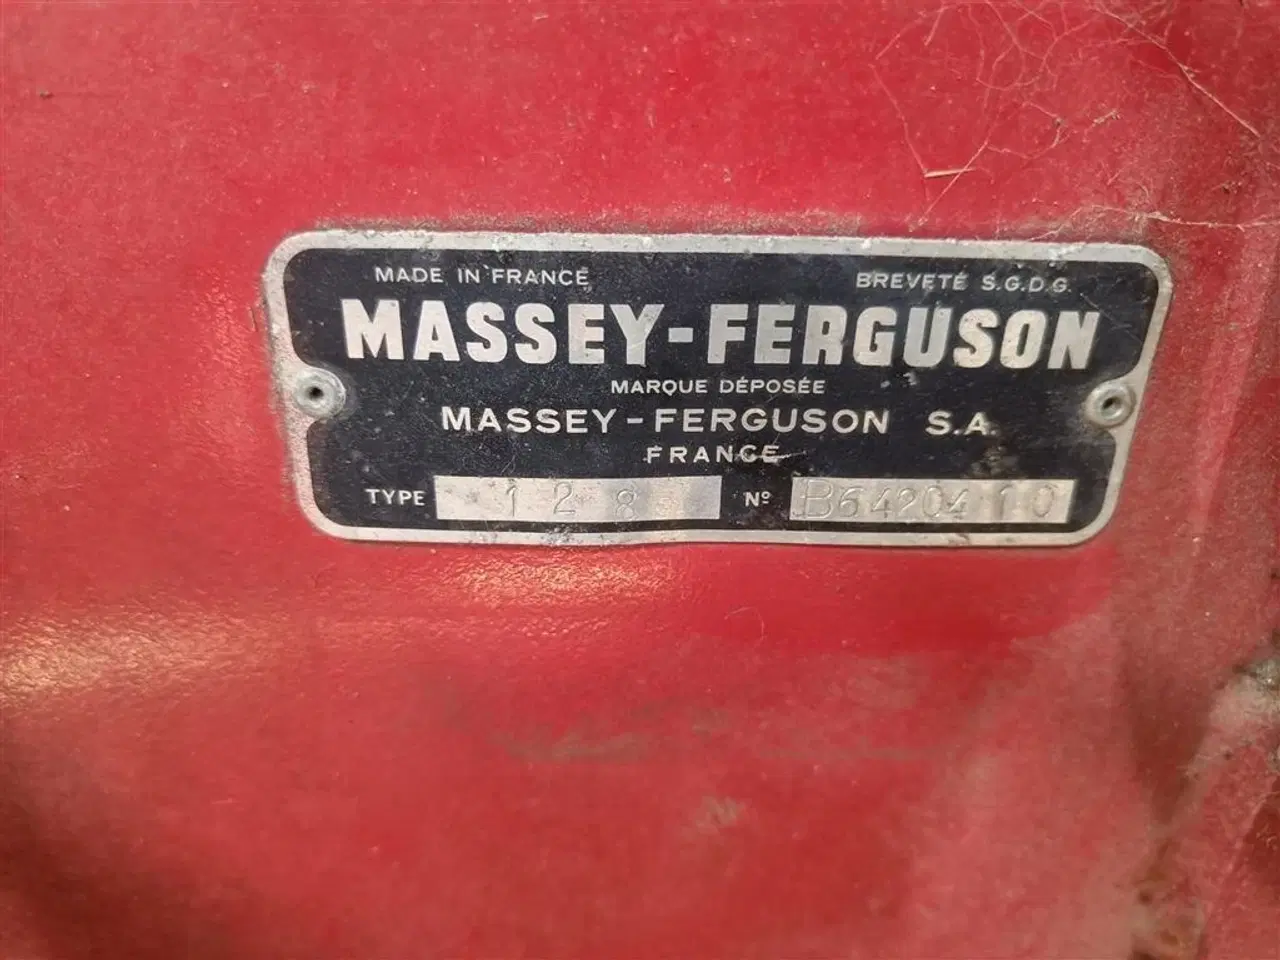 MADE IN FRANCE BREVETÉ S.G.D.G.
MASSEY-FERGUSON
MARQUE DÉPOSÉE
MASSEY-FERGUSON S.A.
FRANCE
TYPE 128 Nº B6420410